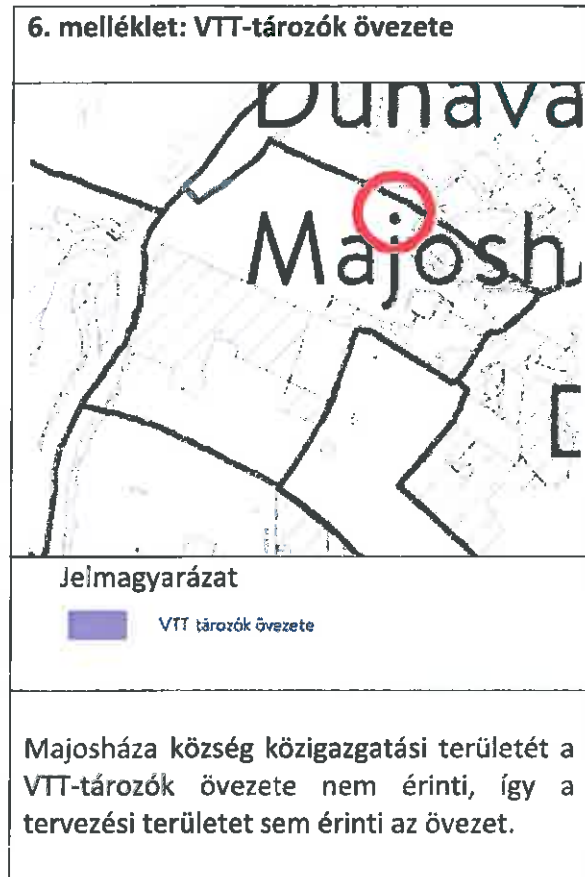 6. melléklet: VTT-tározók övezete
Dunava
Majosh
D
Jelmagyarázat
VTT tározók övezete
Majosháza község közigazgatási területét a
VTT-tározók övezete nem érinti, így a
tervezési területet sem érinti az övezet.